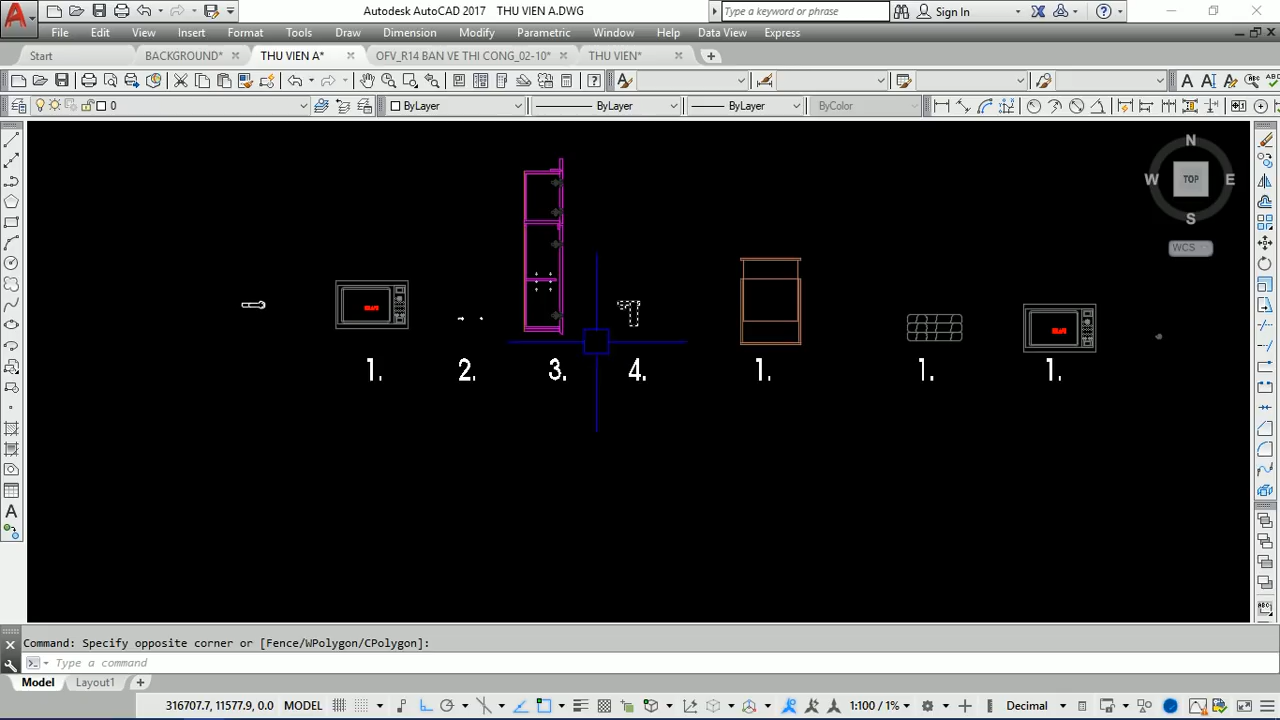 Autodesk AutoCAD 2017 THU VIEN A.DWG
Type a keyword or phrase
Sign In
File Edit View Insert Format Tools Draw Dimension Modify Parametric Window Help Data View Express
Start BACKGROUND* THU VIEN A* OFV_R14 BAN VE THI CONG_02-10* THU VIEN*
0 ByLayer ByLayer ByLayer ByColor
N
W TOP E
S
WCS
1. 2. 3. 4. 1. 1. 1.
Command: Specify opposite corner or [Fence/WPolygon/CPolygon]:
Type a command
Model Layout1
316707.7, 11577.9, 0.0 MODEL 1:100 / 1% Decimal